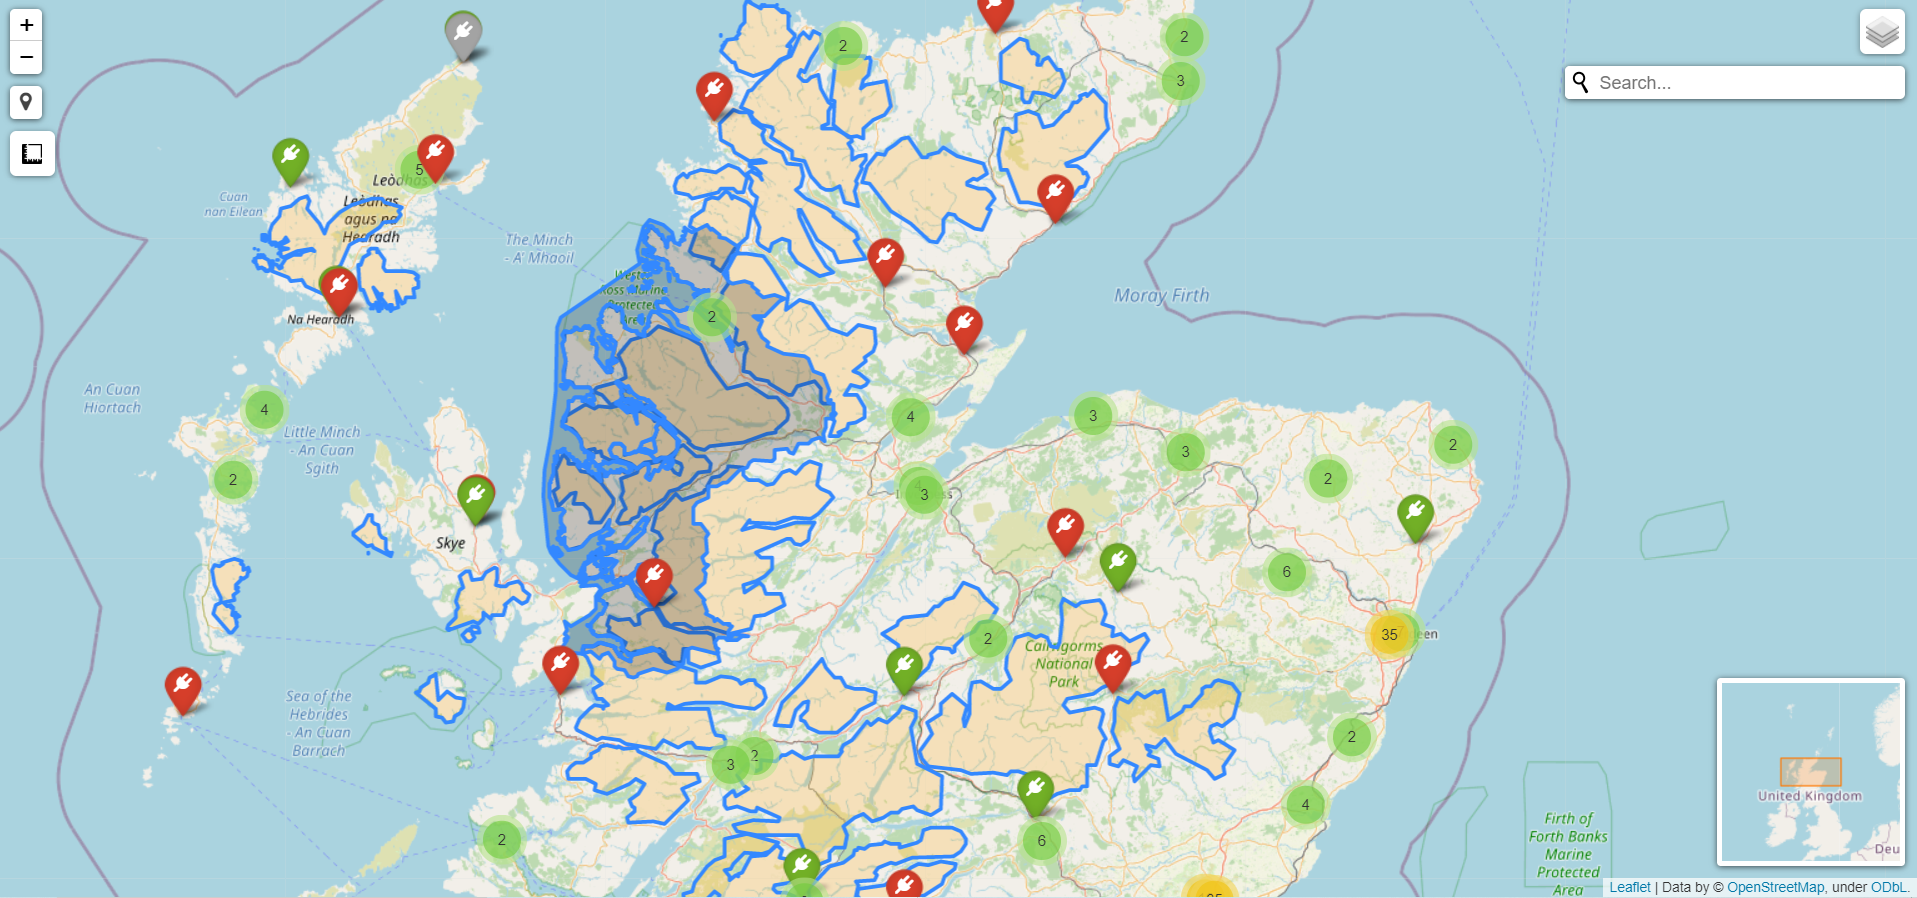 +
−
Search...
2
2
3
5
Leòdhas
Leòdhas
agus na
Hearadh
Cuan
nan Eilean
The Minch
- A' Mhaoil
Wester
Ross Marine
Protected
Area
2
Moray Firth
Na Hearadh
An Cuan
Hiortach
4
Little Minch
- An Cuan
Sgith
2
4
3
3
2
2
4
3
Skye
6
35
2
Cairngorms
National
Park
Sea of the
Hebrides
- An Cuan
Barrach
3
2
2
4
2
6
Firth of
Forth Banks
Marine
Protected
Area
United Kingdom
Deu
Leaflet | Data by © OpenStreetMap, under ODbL.